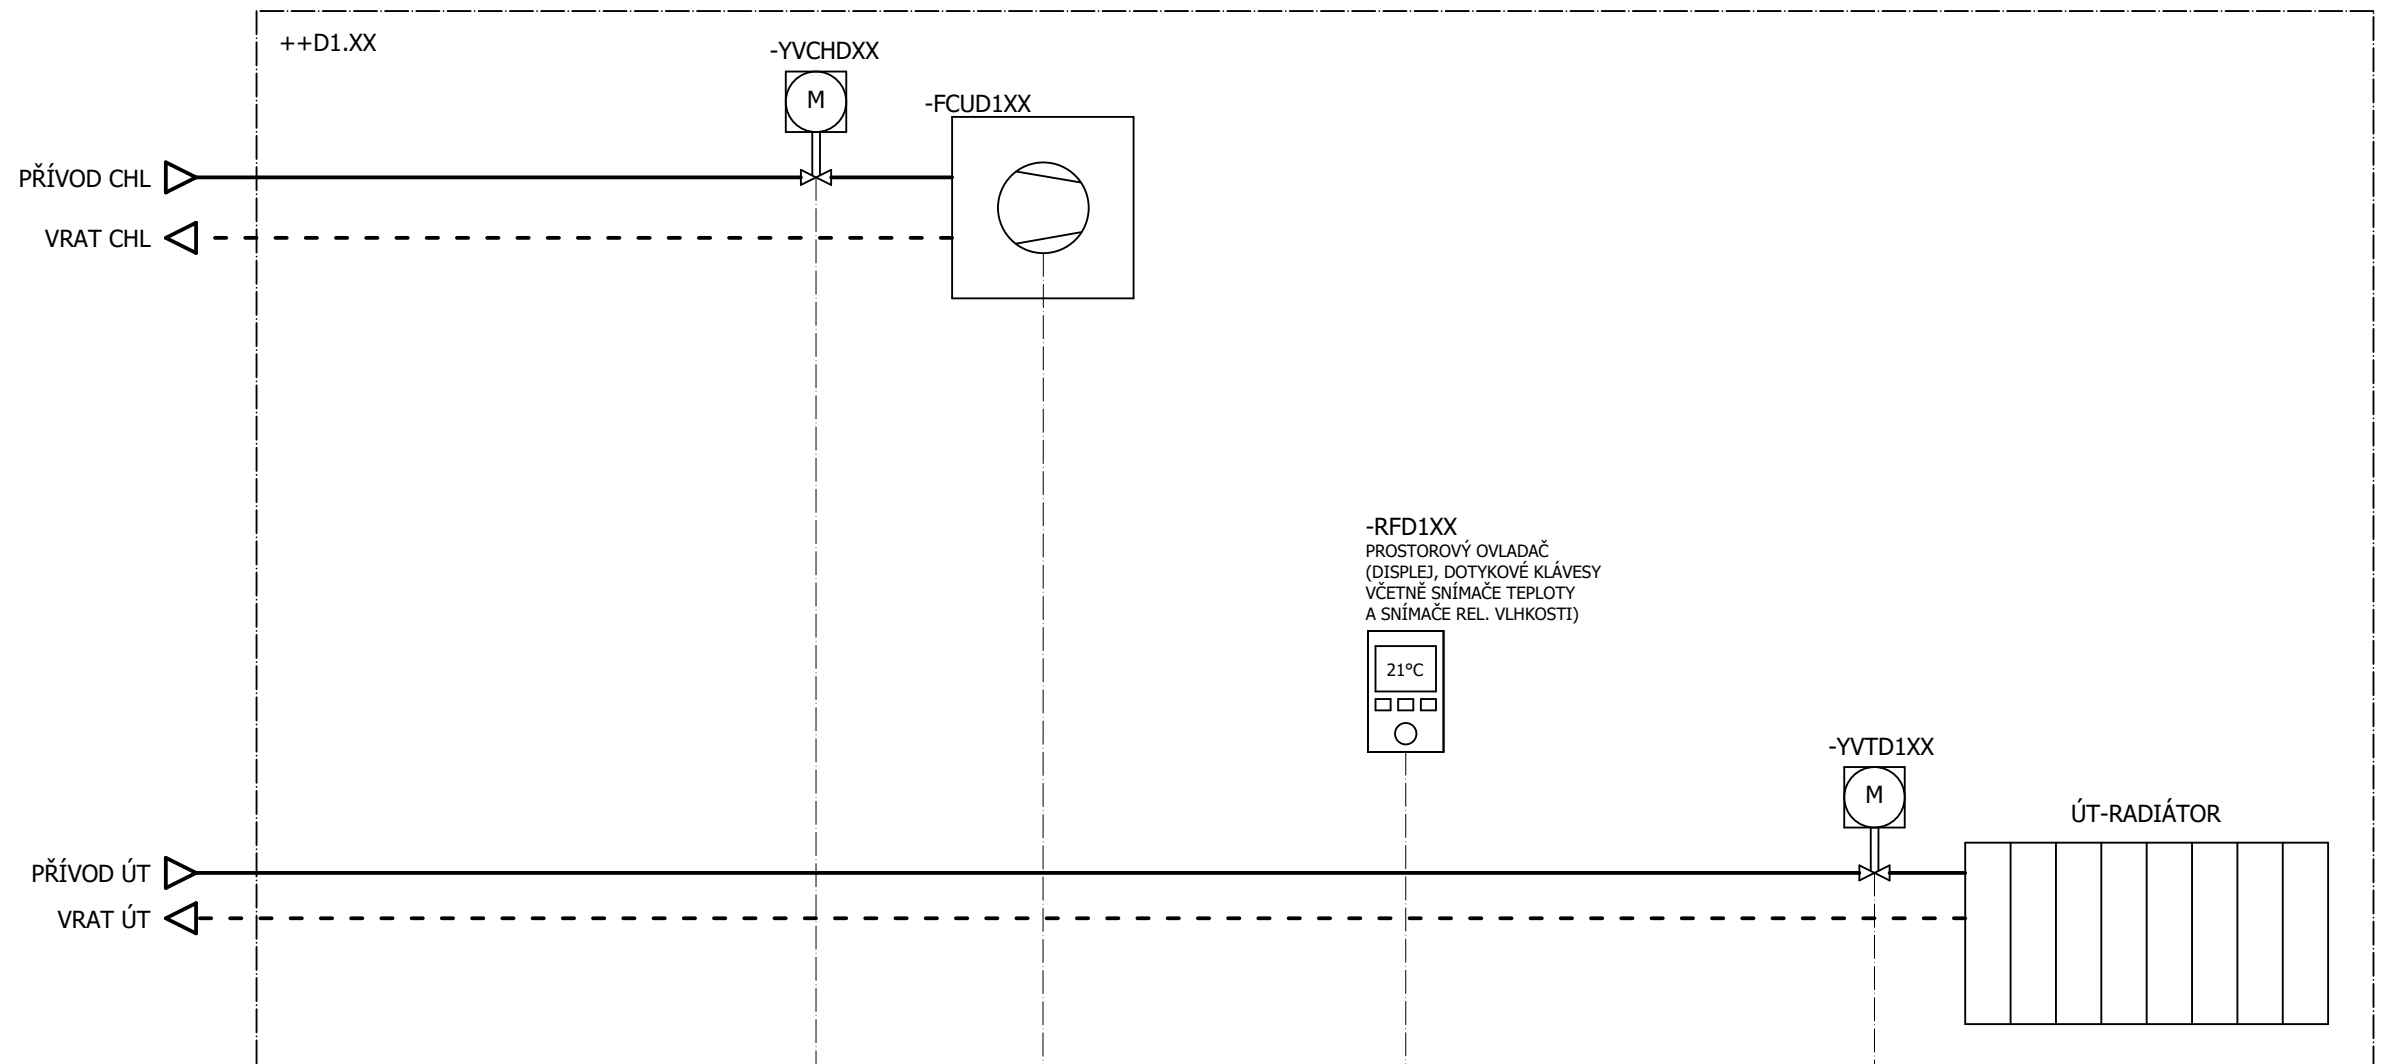 ++D1.XX
-YVCHDXX
M
-FCUD1XX
PŘÍVOD CHL
VRAT CHL
-RFD1XX
PROSTOROVÝ OVLADAČ
(DISPLEJ, DOTYKOVÉ KLÁVESY
VČETNĚ SNÍMAČE TEPLOTY
A SNÍMAČE REL. VLHKOSTI)
21°C
-YVTD1XX
M
ÚT-RADIÁTOR
PŘÍVOD ÚT
VRAT ÚT